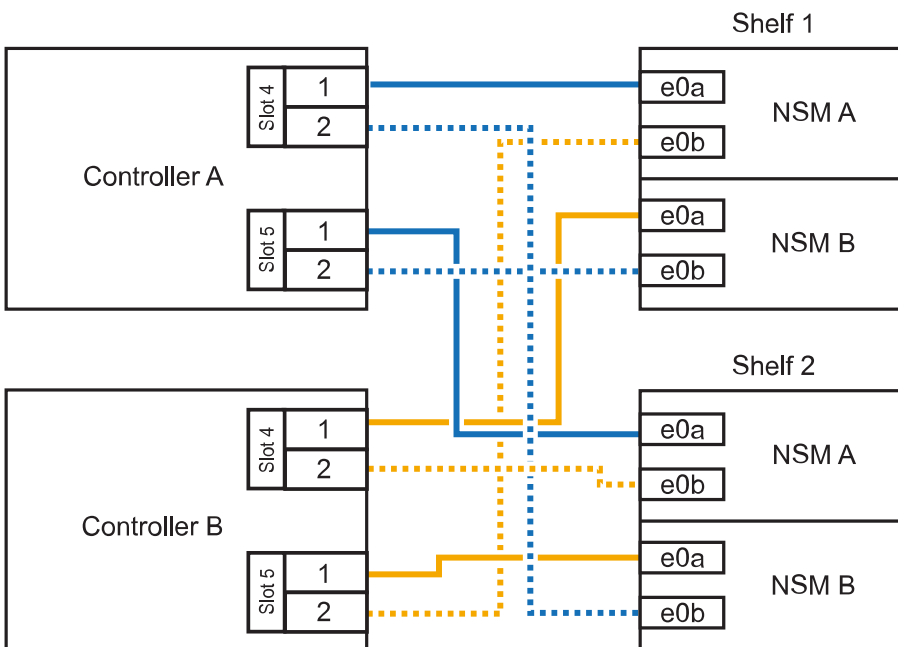 Shelf 1
Controller A
Slot 4
1
2
Slot 5
1
2
e0a
e0b
NSM A
e0a
e0b
NSM B
Shelf 2
Controller B
Slot 4
1
2
Slot 5
1
2
e0a
e0b
NSM A
e0a
e0b
NSM B